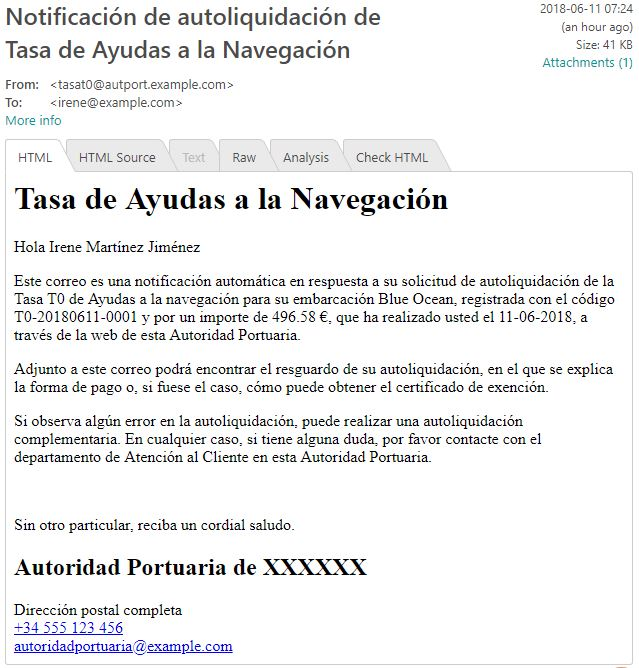 Notificación de autoliquidación de
Tasa de Ayudas a la Navegación
2018-06-11 07:24
(an hour ago)
Size: 41 KB
Attachments (1)
From: <tasat0@autport.example.com>
To: <irene@example.com>
More info
HTML HTML Source Text Raw Analysis Check HTML
Tasa de Ayudas a la Navegación
Hola Irene Martínez Jiménez
Este correo es una notificación automática en respuesta a su solicitud de autoliquidación de la
Tasa T0 de Ayudas a la navegación para su embarcación Blue Ocean, registrada con el código
T0-20180611-0001 y por un importe de 496.58 €, que ha realizado usted el 11-06-2018, a
través de la web de esta Autoridad Portuaria.
Adjunto a este correo podrá encontrar el resguardo de su autoliquidación, en el que se explica
la forma de pago o, si fuese el caso, cómo puede obtener el certificado de exención.
Si observa algún error en la autoliquidación, puede realizar una autoliquidación
complementaria. En cualquier caso, si tiene alguna duda, por favor contacte con el
departamento de Atención al Cliente en esta Autoridad Portuaria.
Sin otro particular, reciba un cordial saludo.
Autoridad Portuaria de XXXXXX
Dirección postal completa
+34 555 123 456
autoridadportuaria@example.com